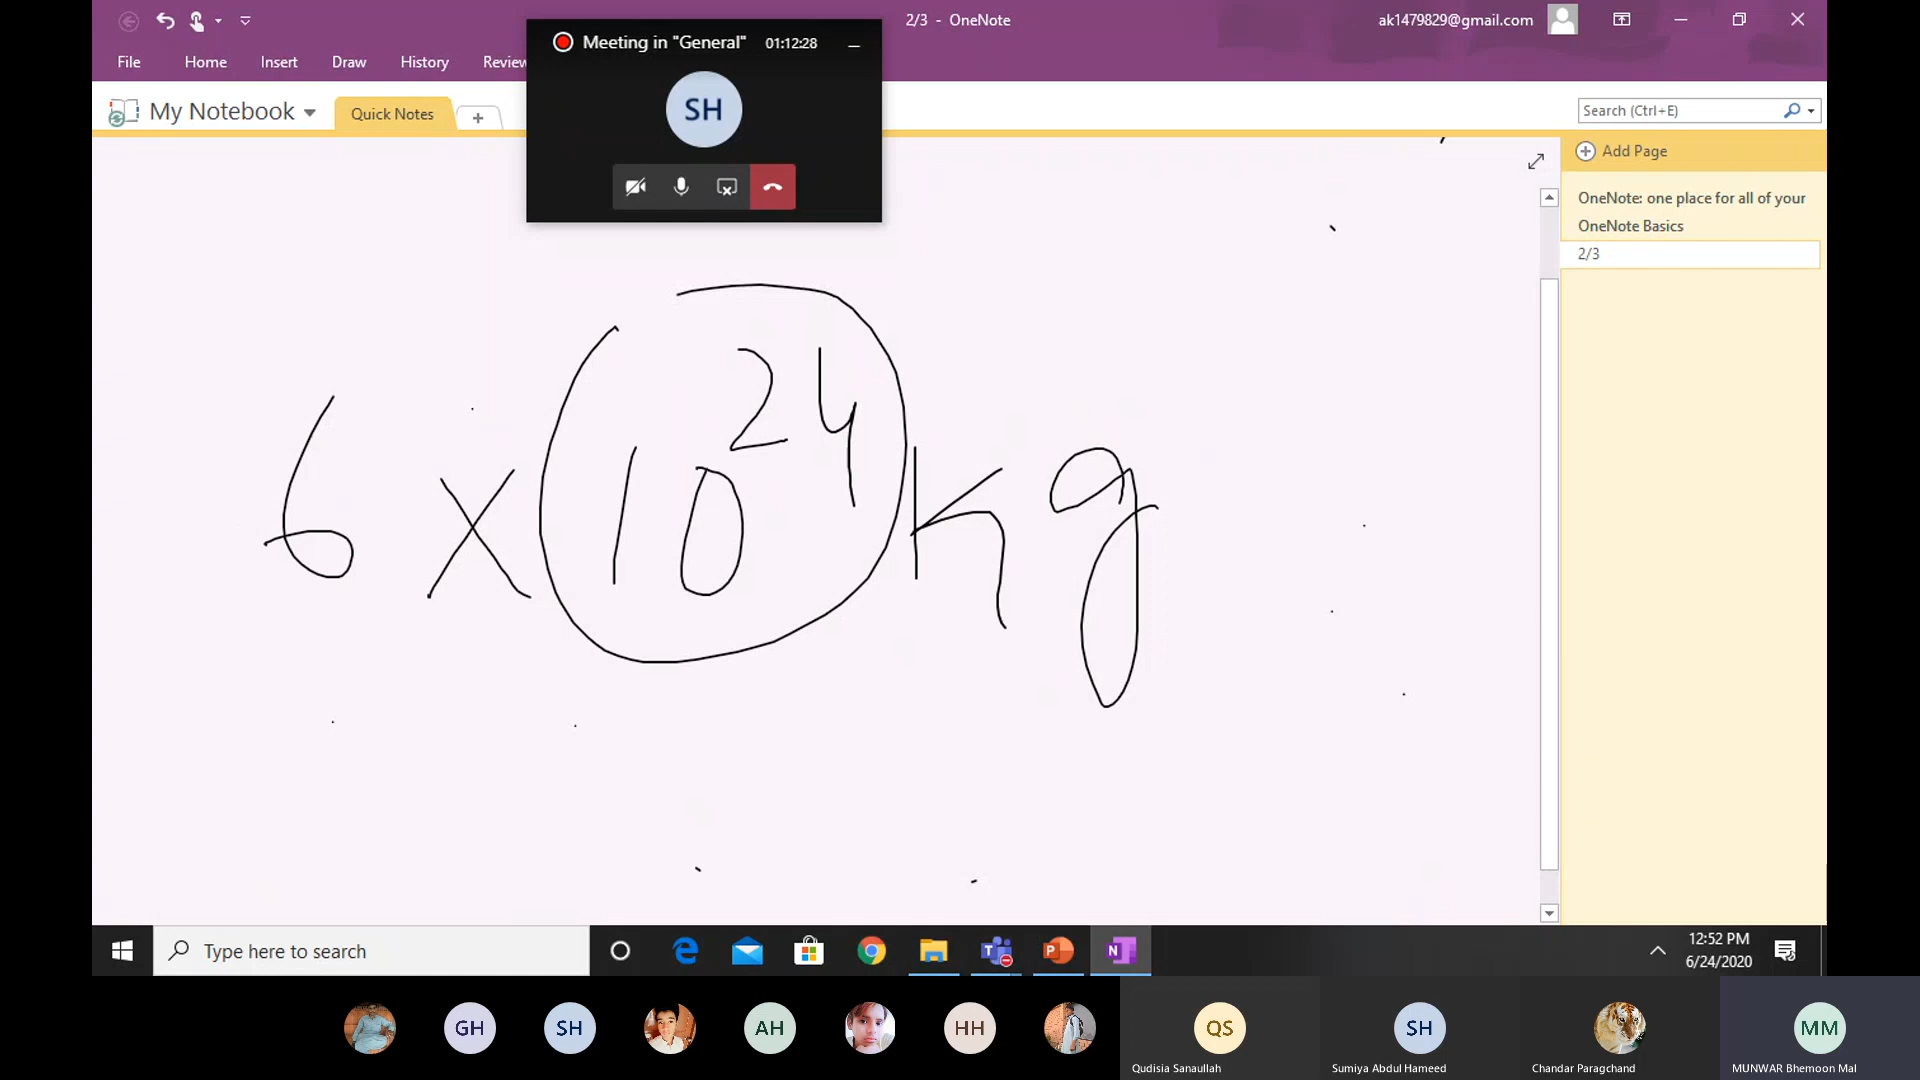 2/3 - OneNote
ak1479829@gmail.com
File Home Insert Draw History Review
Meeting in "General" 01:12:28
SH
My Notebook
Quick Notes
Search (Ctrl+E)
Add Page
OneNote: one place for all of your
OneNote Basics
2/3
6 x 10^24 kg
Type here to search
12:52 PM
6/24/2020
GH SH AH HH QS SH MM
Qudisia Sanaullah Sumiya Abdul Hameed Chandar Paragchand MUNWAR Bhemoon Mal